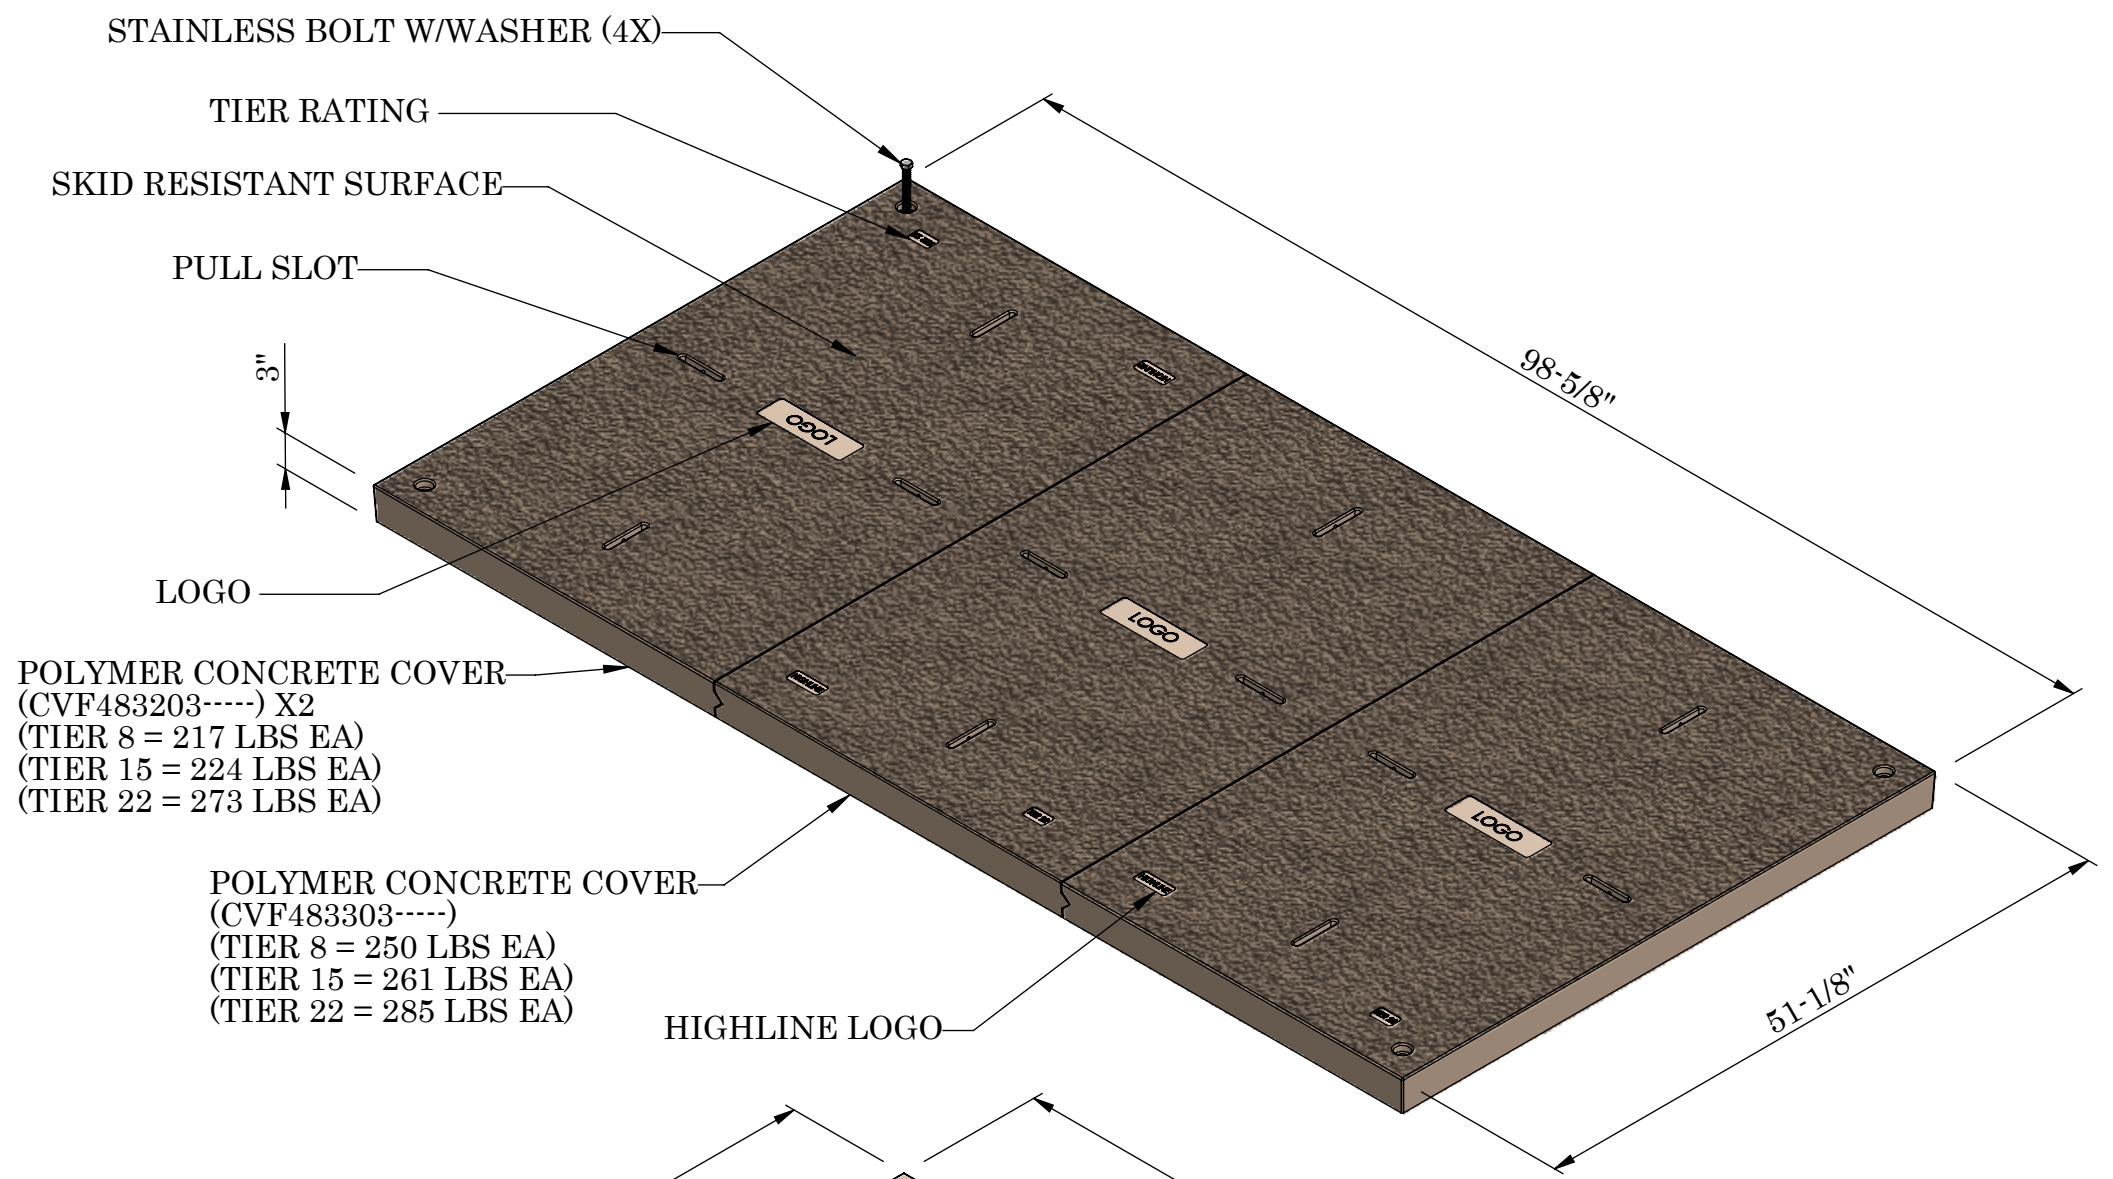 STAINLESS BOLT W/WASHER (4X)
TIER RATING
SKID RESISTANT SURFACE
PULL SLOT
3"
98-5/8"
LOGO
LOGO
LOGO
LOGO
POLYMER CONCRETE COVER
(CVF483203-----) X2
(TIER 8 = 217 LBS EA)
(TIER 15 = 224 LBS EA)
(TIER 22 = 273 LBS EA)
POLYMER CONCRETE COVER
(CVF483303-----)
(TIER 8 = 250 LBS EA)
(TIER 15 = 261 LBS EA)
(TIER 22 = 285 LBS EA)
HIGHLINE
HIGHLINE
HIGHLINE
HIGHLINE LOGO
51-1/8"